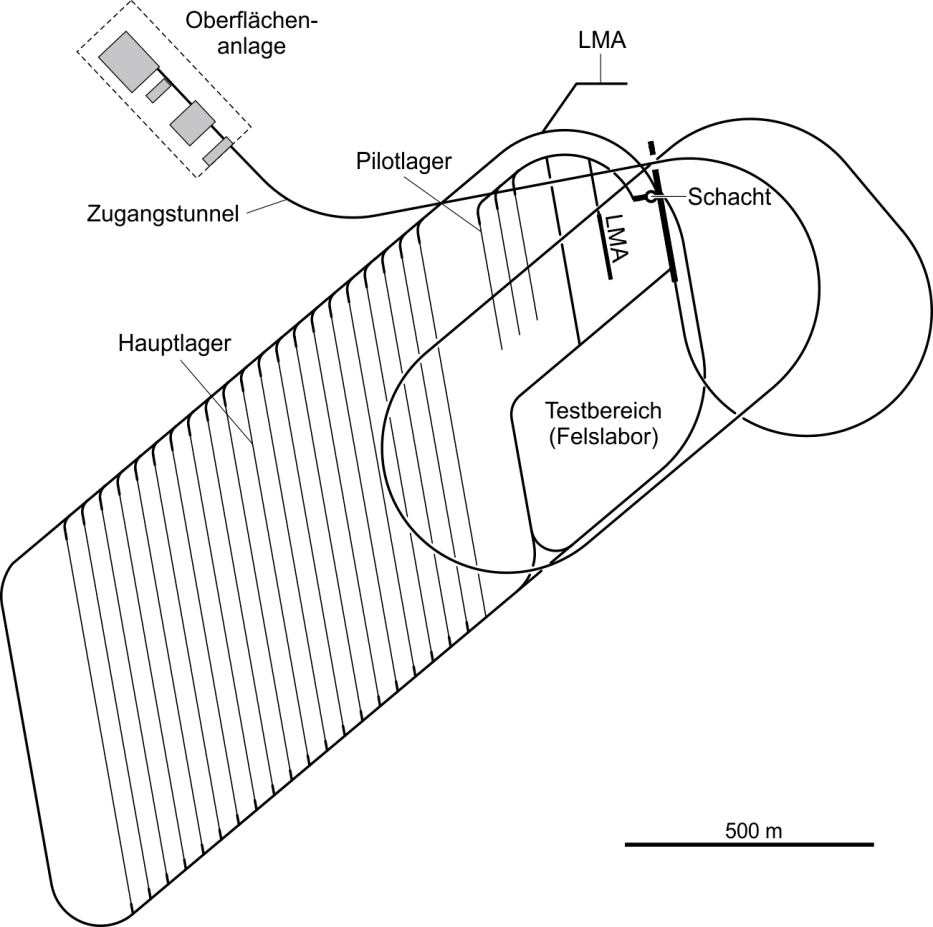 Oberflächen-
anlage
LMA
Pilotlager
Zugangstunnel
Schacht
LMA
Hauptlager
Testbereich
(Felslabor)
500 m